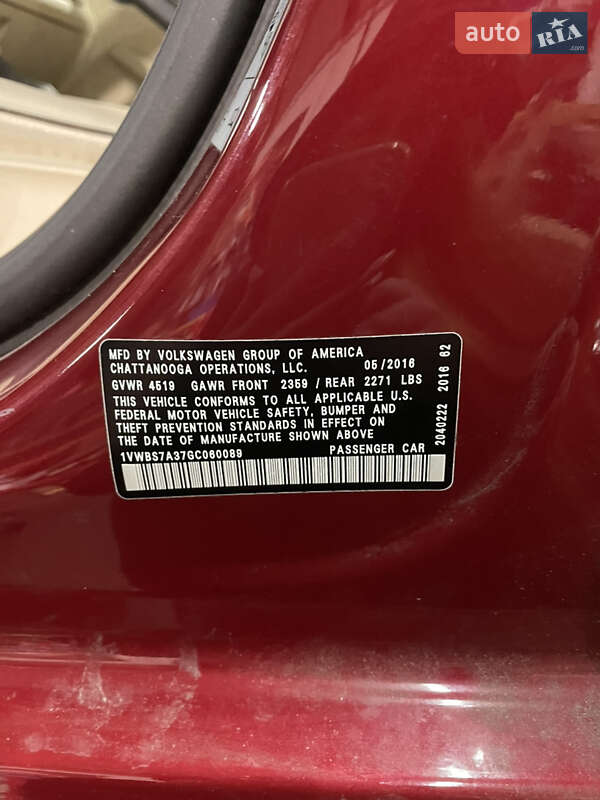 auto RIA
.com
MFD BY VOLKSWAGEN GROUP OF AMERICA
CHATTANOOGA OPERATIONS, LLC. 05/2016
GVWR 4519 GAWR FRONT 2359 / REAR 2271 LBS
THIS VEHICLE CONFORMS TO ALL APPLICABLE U.S.
FEDERAL MOTOR VEHICLE SAFETY, BUMPER AND
THEFT PREVENTION STANDARDS IN EFFECT ON
THE DATE OF MANUFACTURE SHOWN ABOVE
1VWBS7A37GC060089 PASSENGER CAR
2040222 2016 62